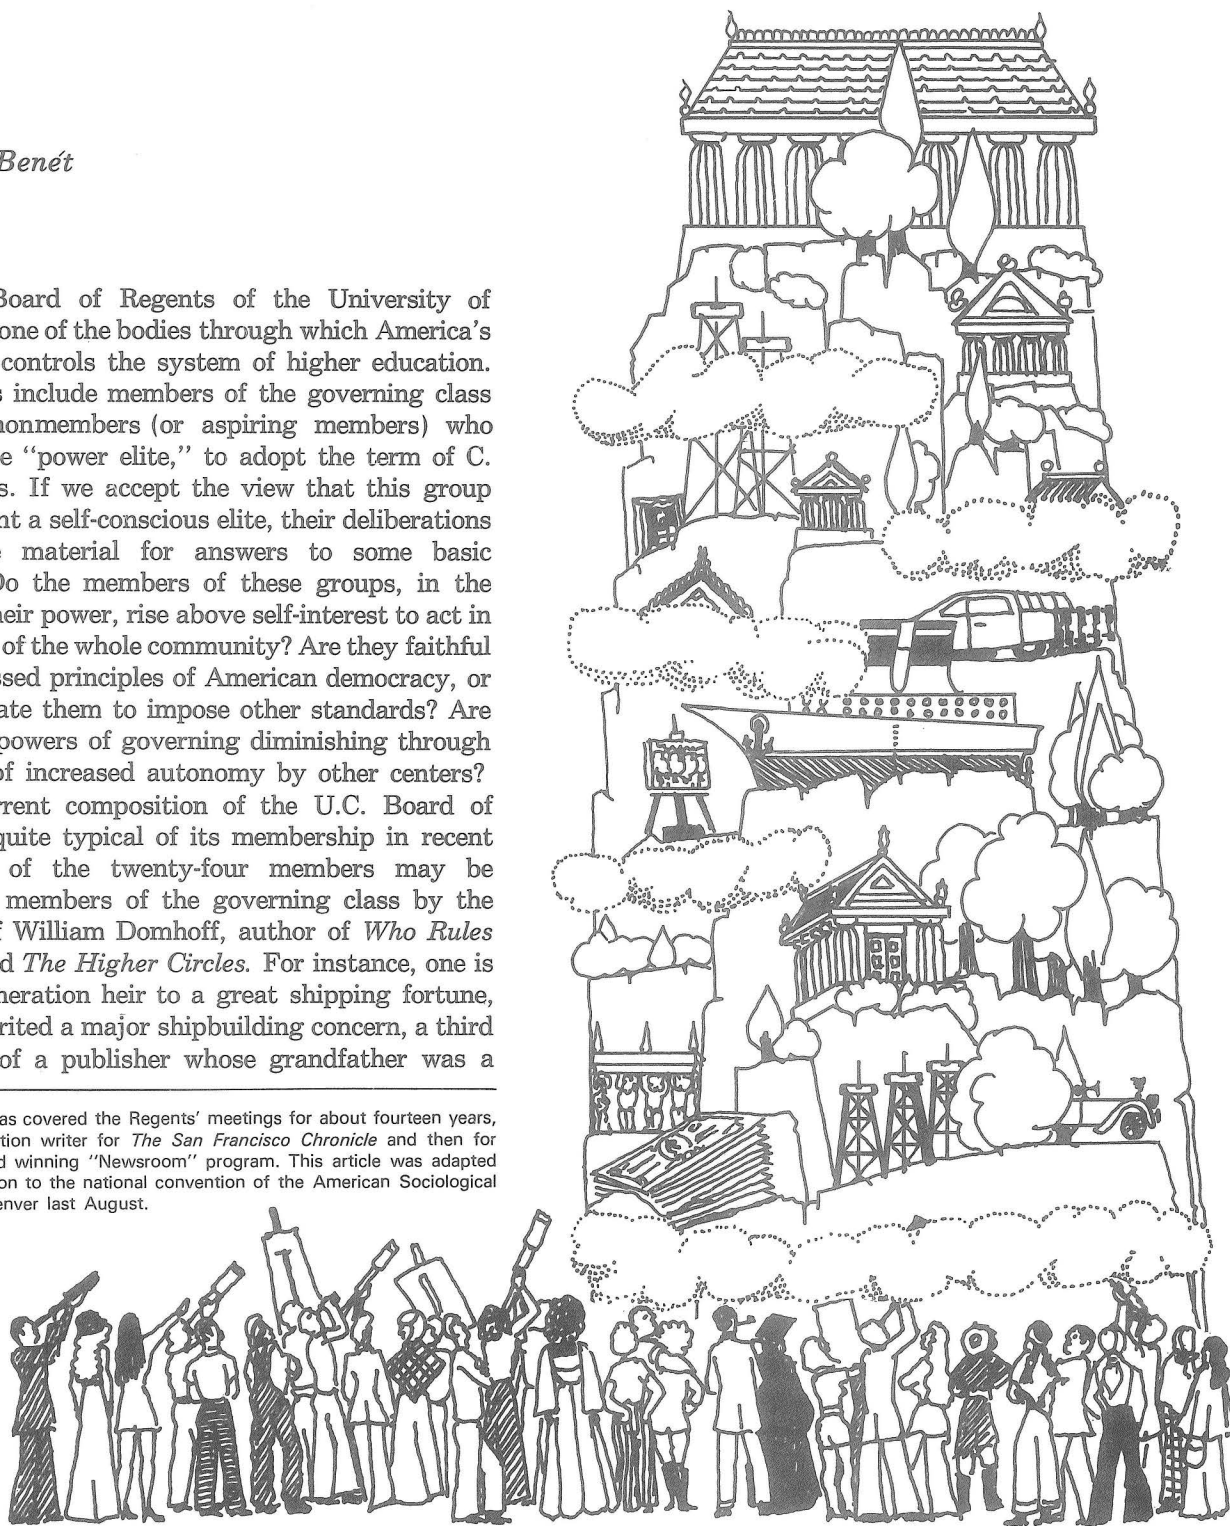 Benét
Board of Regents of the University of
one of the bodies through which America's
controls the system of higher education.
s include members of the governing class
nonmembers (or aspiring members) who
e “power elite,” to adopt the term of C.
s. If we accept the view that this group
nt a self-conscious elite, their deliberations
e material for answers to some basic
Do the members of these groups, in the
heir power, rise above self-interest to act in
of the whole community? Are they faithful
ssed principles of American democracy, or
ate them to impose other standards? Are
powers of governing diminishing through
of increased autonomy by other centers?
rrent composition of the U.C. Board of
quite typical of its membership in recent
of the twenty-four members may be
members of the governing class by the
f William Domhoff, author of Who Rules
d The Higher Circles. For instance, one is
neration heir to a great shipping fortune,
rited a major shipbuilding concern, a third
of a publisher whose grandfather was a
as covered the Regents' meetings for about fourteen years,
tion writer for The San Francisco Chronicle and then for
d winning “Newsroom” program. This article was adapted
on to the national convention of the American Sociological
enver last August.